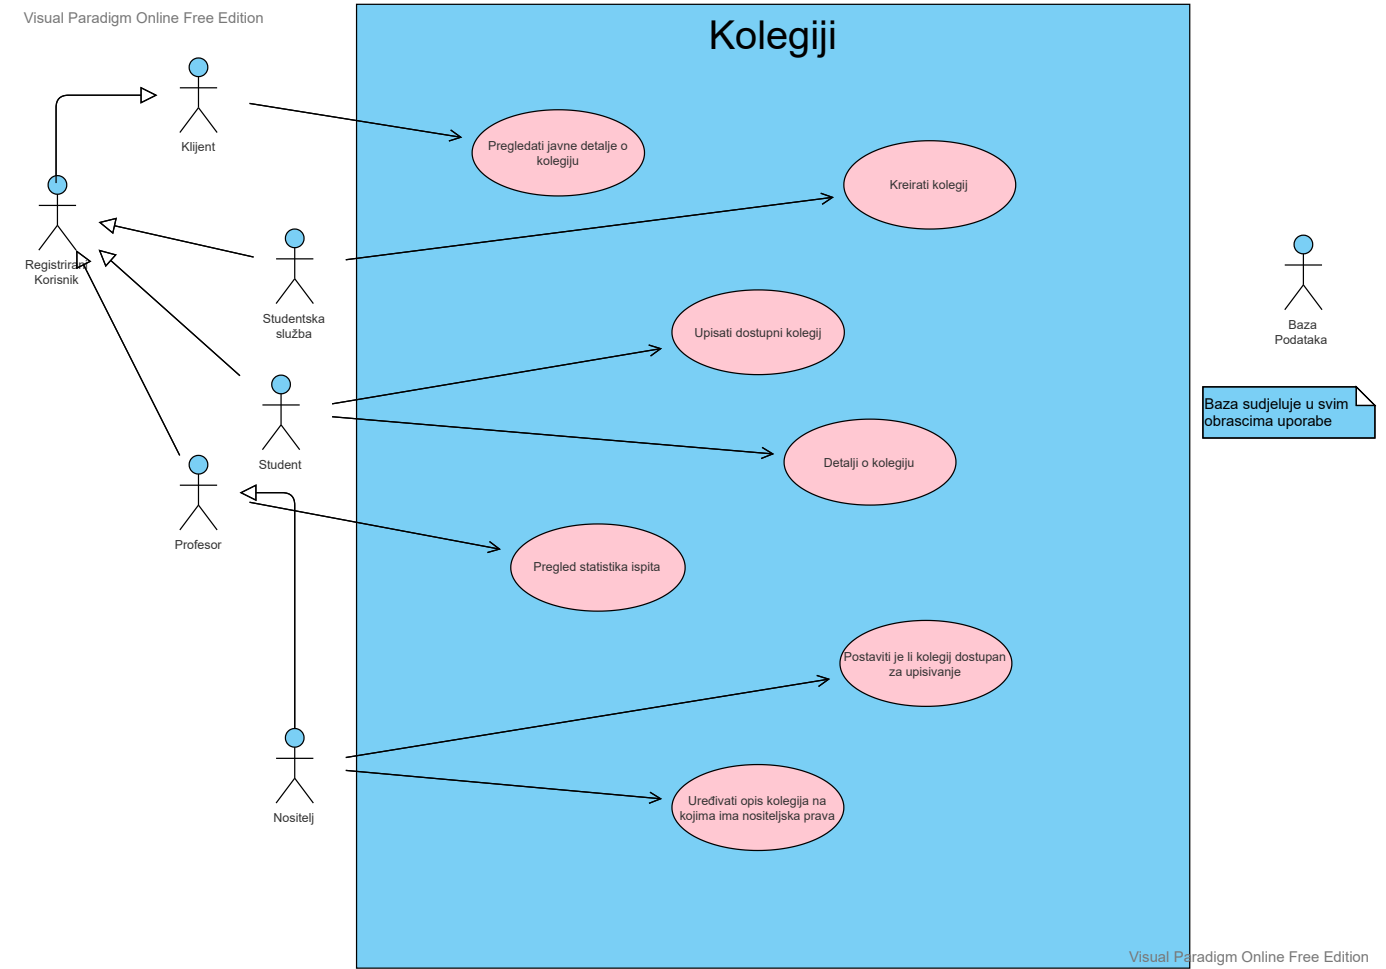 Visual Paradigm Online Free Edition
Kolegiji
Klijent
Pregledati javne detalje o
kolegiju
Kreirati kolegij
Registrirani
Korisnik
Studentska
služba
Baza
Podataka
Upisati dostupni kolegij
Baza sudjeluje u svim
obrascima uporabe
Student
Detalji o kolegiju
Profesor
Pregled statistika ispita
Postaviti je li kolegij dostupan
za upisivanje
Nositelj
Uređivati opis kolegija na
kojima ima nositeljska prava
Visual Paradigm Online Free Edition